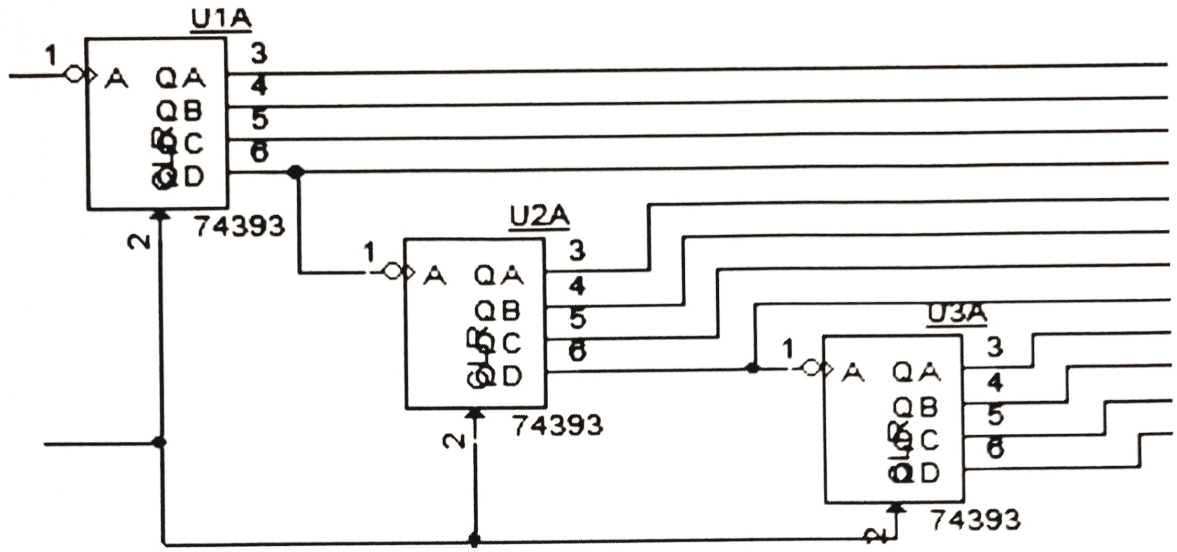 U1A
1 A QA 3
QB 4
QC 5
CLR QD 6
2 74393
U2A
1 A QA 3
QB 4
QC 5
CLR QD 6
2 74393
U3A
1 A QA 3
QB 4
QC 5
CLR QD 6
2 74393